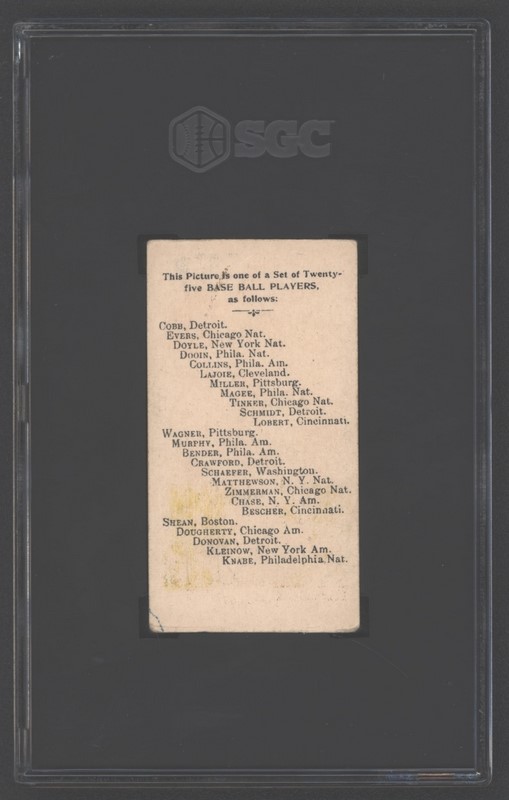 SGC
This Picture is one of a Set of Twenty-
five BASE BALL PLAYERS,
as follows:
COBB, Detroit.
EVERS, Chicago Nat.
DOYLE, New York Nat.
DOOIN, Phila. Nat.
COLLINS, Phila. Am.
LAJOIE, Cleveland.
MILLER, Pittsburg.
MAGEE, Phila. Nat.
TINKER, Chicago Nat.
SCHMIDT, Detroit.
LOBERT, Cincinnati.
WAGNER, Pittsburg.
MURPHY, Phila. Am.
BENDER, Phila. Am.
CRAWFORD, Detroit.
SCHAEFER, Washington.
MATTHEWSON, N. Y. Nat.
ZIMMERMAN, Chicago Nat.
CHASE, N. Y. Am.
BESCHER, Cincinnati.
SHEAN, Boston.
DOUGHERTY, Chicago Am.
DONOVAN, Detroit.
KLEINOW, New York Am.
KNABE, Philadelphia Nat.